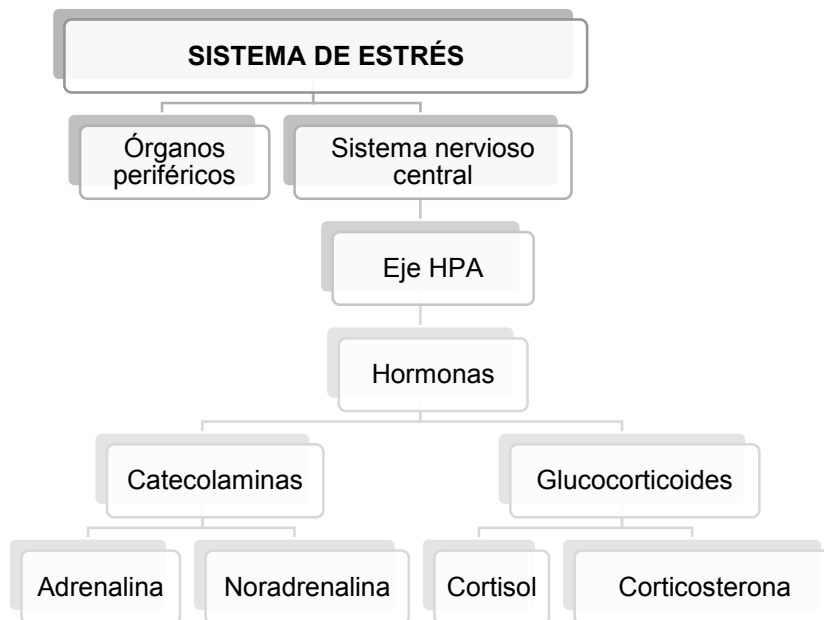 SISTEMA DE ESTRÉS
Órganos
periféricos
Sistema nervioso
central
Eje HPA
Hormonas
Catecolaminas
Glucocorticoides
Adrenalina
Noradrenalina
Cortisol
Corticosterona